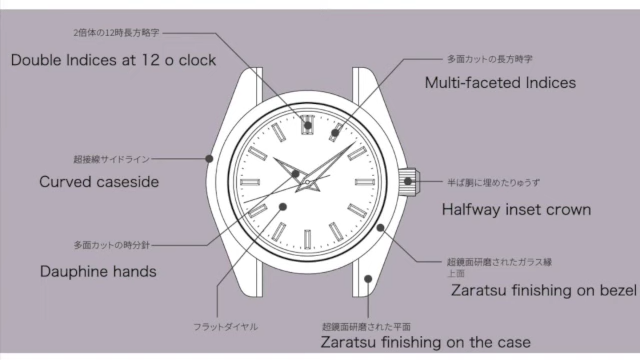 2倍体の12時長方略字
Double Indices at 12 o clock
多面カットの長方時字
Multi-faceted Indices
超接線サイドライン
Curved caseside
半ば胴に埋めたりゅうず
Halfway inset crown
多面カットの時分針
Dauphine hands
超鏡面研磨されたガラス縁
上面
Zaratsu finishing on bezel
フラットダイヤル
超鏡面研磨された平面
Zaratsu finishing on the case